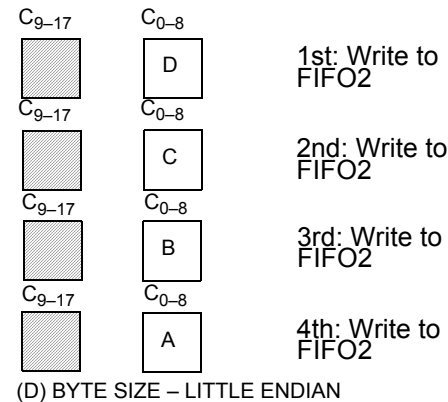 C9–17 C0–8
D 1st: Write to
FIFO2
C9–17 C0–8
C 2nd: Write to
FIFO2
C9–17 C0–8
B 3rd: Write to
FIFO2
C9–17 C0–8
A 4th: Write to
FIFO2
(D) BYTE SIZE – LITTLE ENDIAN